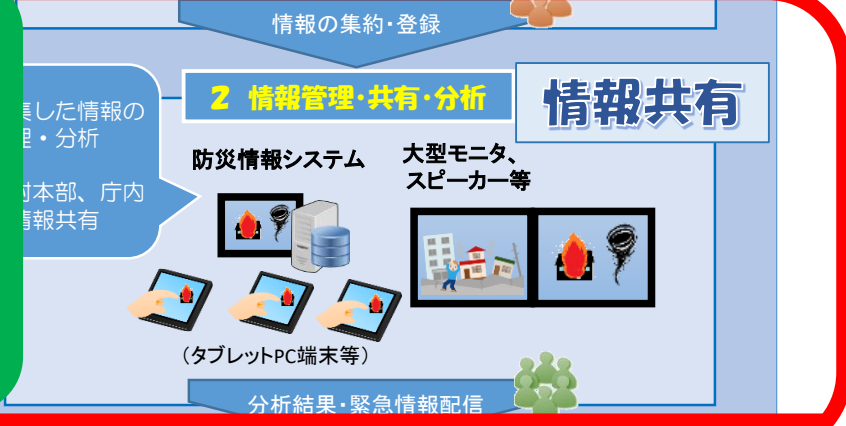 情報の集約・登録
2 情報管理・共有・分析
情報共有
した情報の
・分析
本部、庁内
情報共有
防災情報システム
大型モニタ、
スピーカー等
(タブレットPC端末等)
分析結果・緊急情報配信